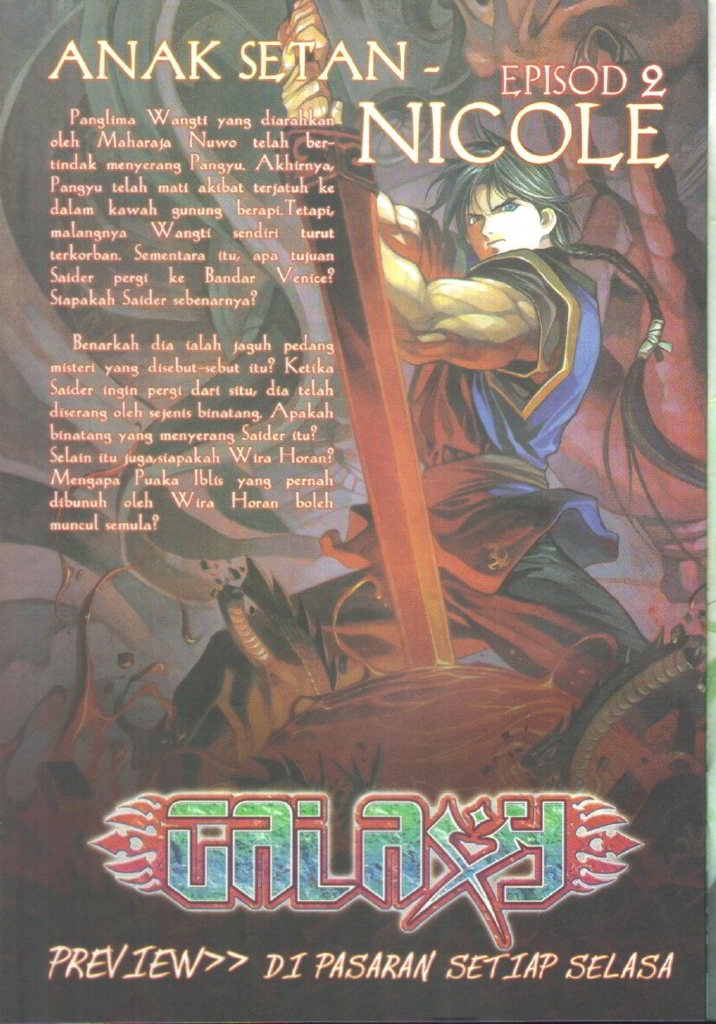 ANAK SETAN -
EPISOD 2
NICOLE
Panglima Wangti yang diarahkan
oleh Maharaja Nuwo telah ber-
tindak menyerang Pangyu. Akhirnya,
Pangyu telah mati akibat terjatuh ke
dalam kawah gunung berapi.Tetapi,
malangnya Wangti sendiri turut
terkorban. Sementara itu, apa tujuan
Saider pergi ke Bandar Venice?
Siapakah Saider sebenarnya?
Benarkah dia ialah jaguh pedang
misteri yang disebut-sebut itu? Ketika
Saider ingin pergi dari situ, dia telah
diserang oleh sejenis binatang. Apakah
binatang yang menyerang Saider itu?
Selain itu juga,siapakah Wira Horan?
Mengapa Puaka Iblis yang pernah
dibunuh oleh Wira Horan boleh
muncul semula?
GALAXY
PREVIEW>> DI PASARAN SETIAP SELASA